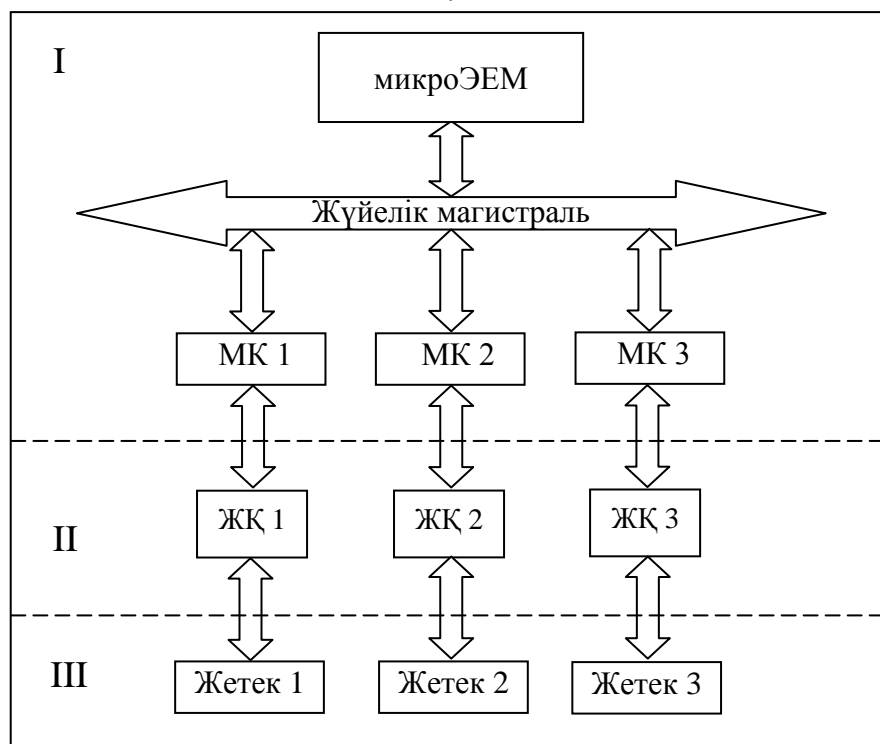 I
микроЭЕМ
Жүйелік магистраль
МК 1 МК 2 МК 3
II
ЖҚ 1 ЖҚ 2 ЖҚ 3
III
Жетек 1 Жетек 2 Жетек 3